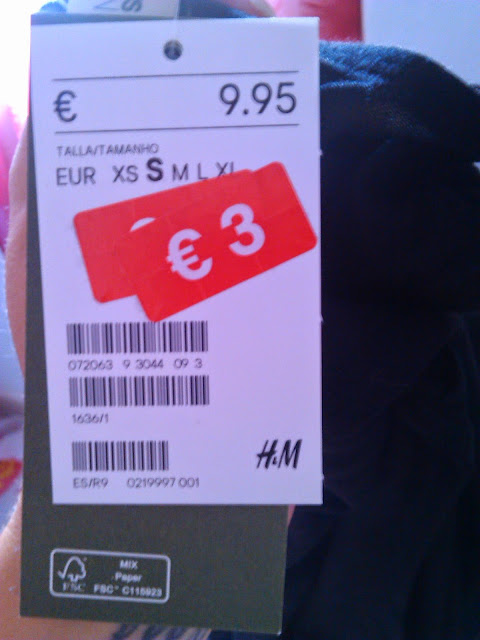 € 9.95
TALLA/TAMANHO
EUR XS S M L XL
€ 3
072063 9 3044 09 3
1636/1
H&M
ES/R9 0219997 001
MIX
Paper
FSC
FSC® C115923